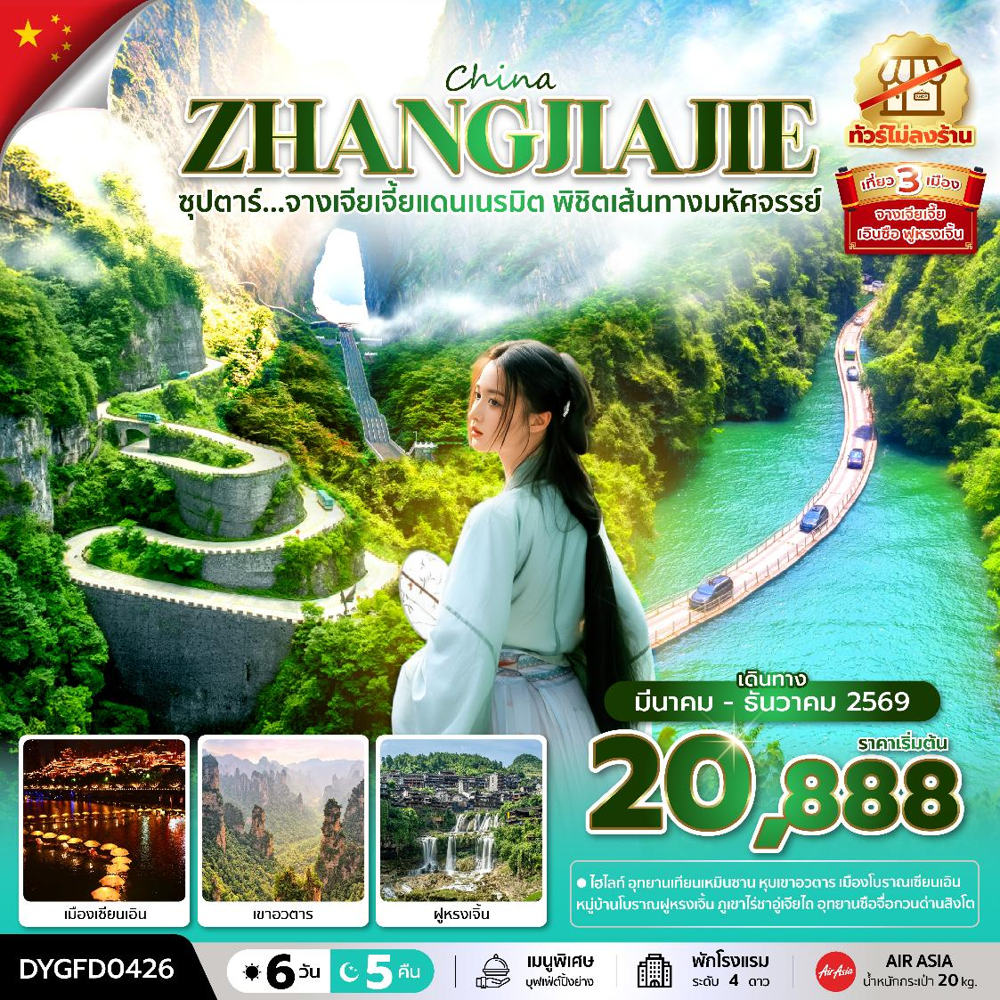 China
ZHANGJIAJIE
ซุปตาร์...จางเจียเจี้ยแดนเนรมิต พิชิตเส้นทางมหัศจรรย์
SHOP
ทัวร์ไม่ลงร้าน
เที่ยว 3 เมือง
จางเจียเจี้ย
เอินซือ ฟูหรงเจิ้น
เดินทาง
มีนาคม - ธันวาคม 2569
ราคาเริ่มต้น
20,888
เมืองเซียนเอิน
เขาอวตาร
ฟูหรงเจิ้น
● ไฮไลท์ อุทยานเทียนเหมินซาน หุบเขาอวตาร เมืองโบราณเซียนเอิน
หมู่บ้านโบราณฟูหรงเจิ้น ภูเขาไร่ชาอู่เจียไถ อุทยานซือจื่อกวนด่านสิงโต
DYGFD0426
6 วัน 5 คืน
เมนูพิเศษ
บุฟเฟ่ต์ปิ้งย่าง
พักโรงแรม
ระดับ 4 ดาว
AirAsia
AIR ASIA
น้ำหนักกระเป๋า 20 kg.